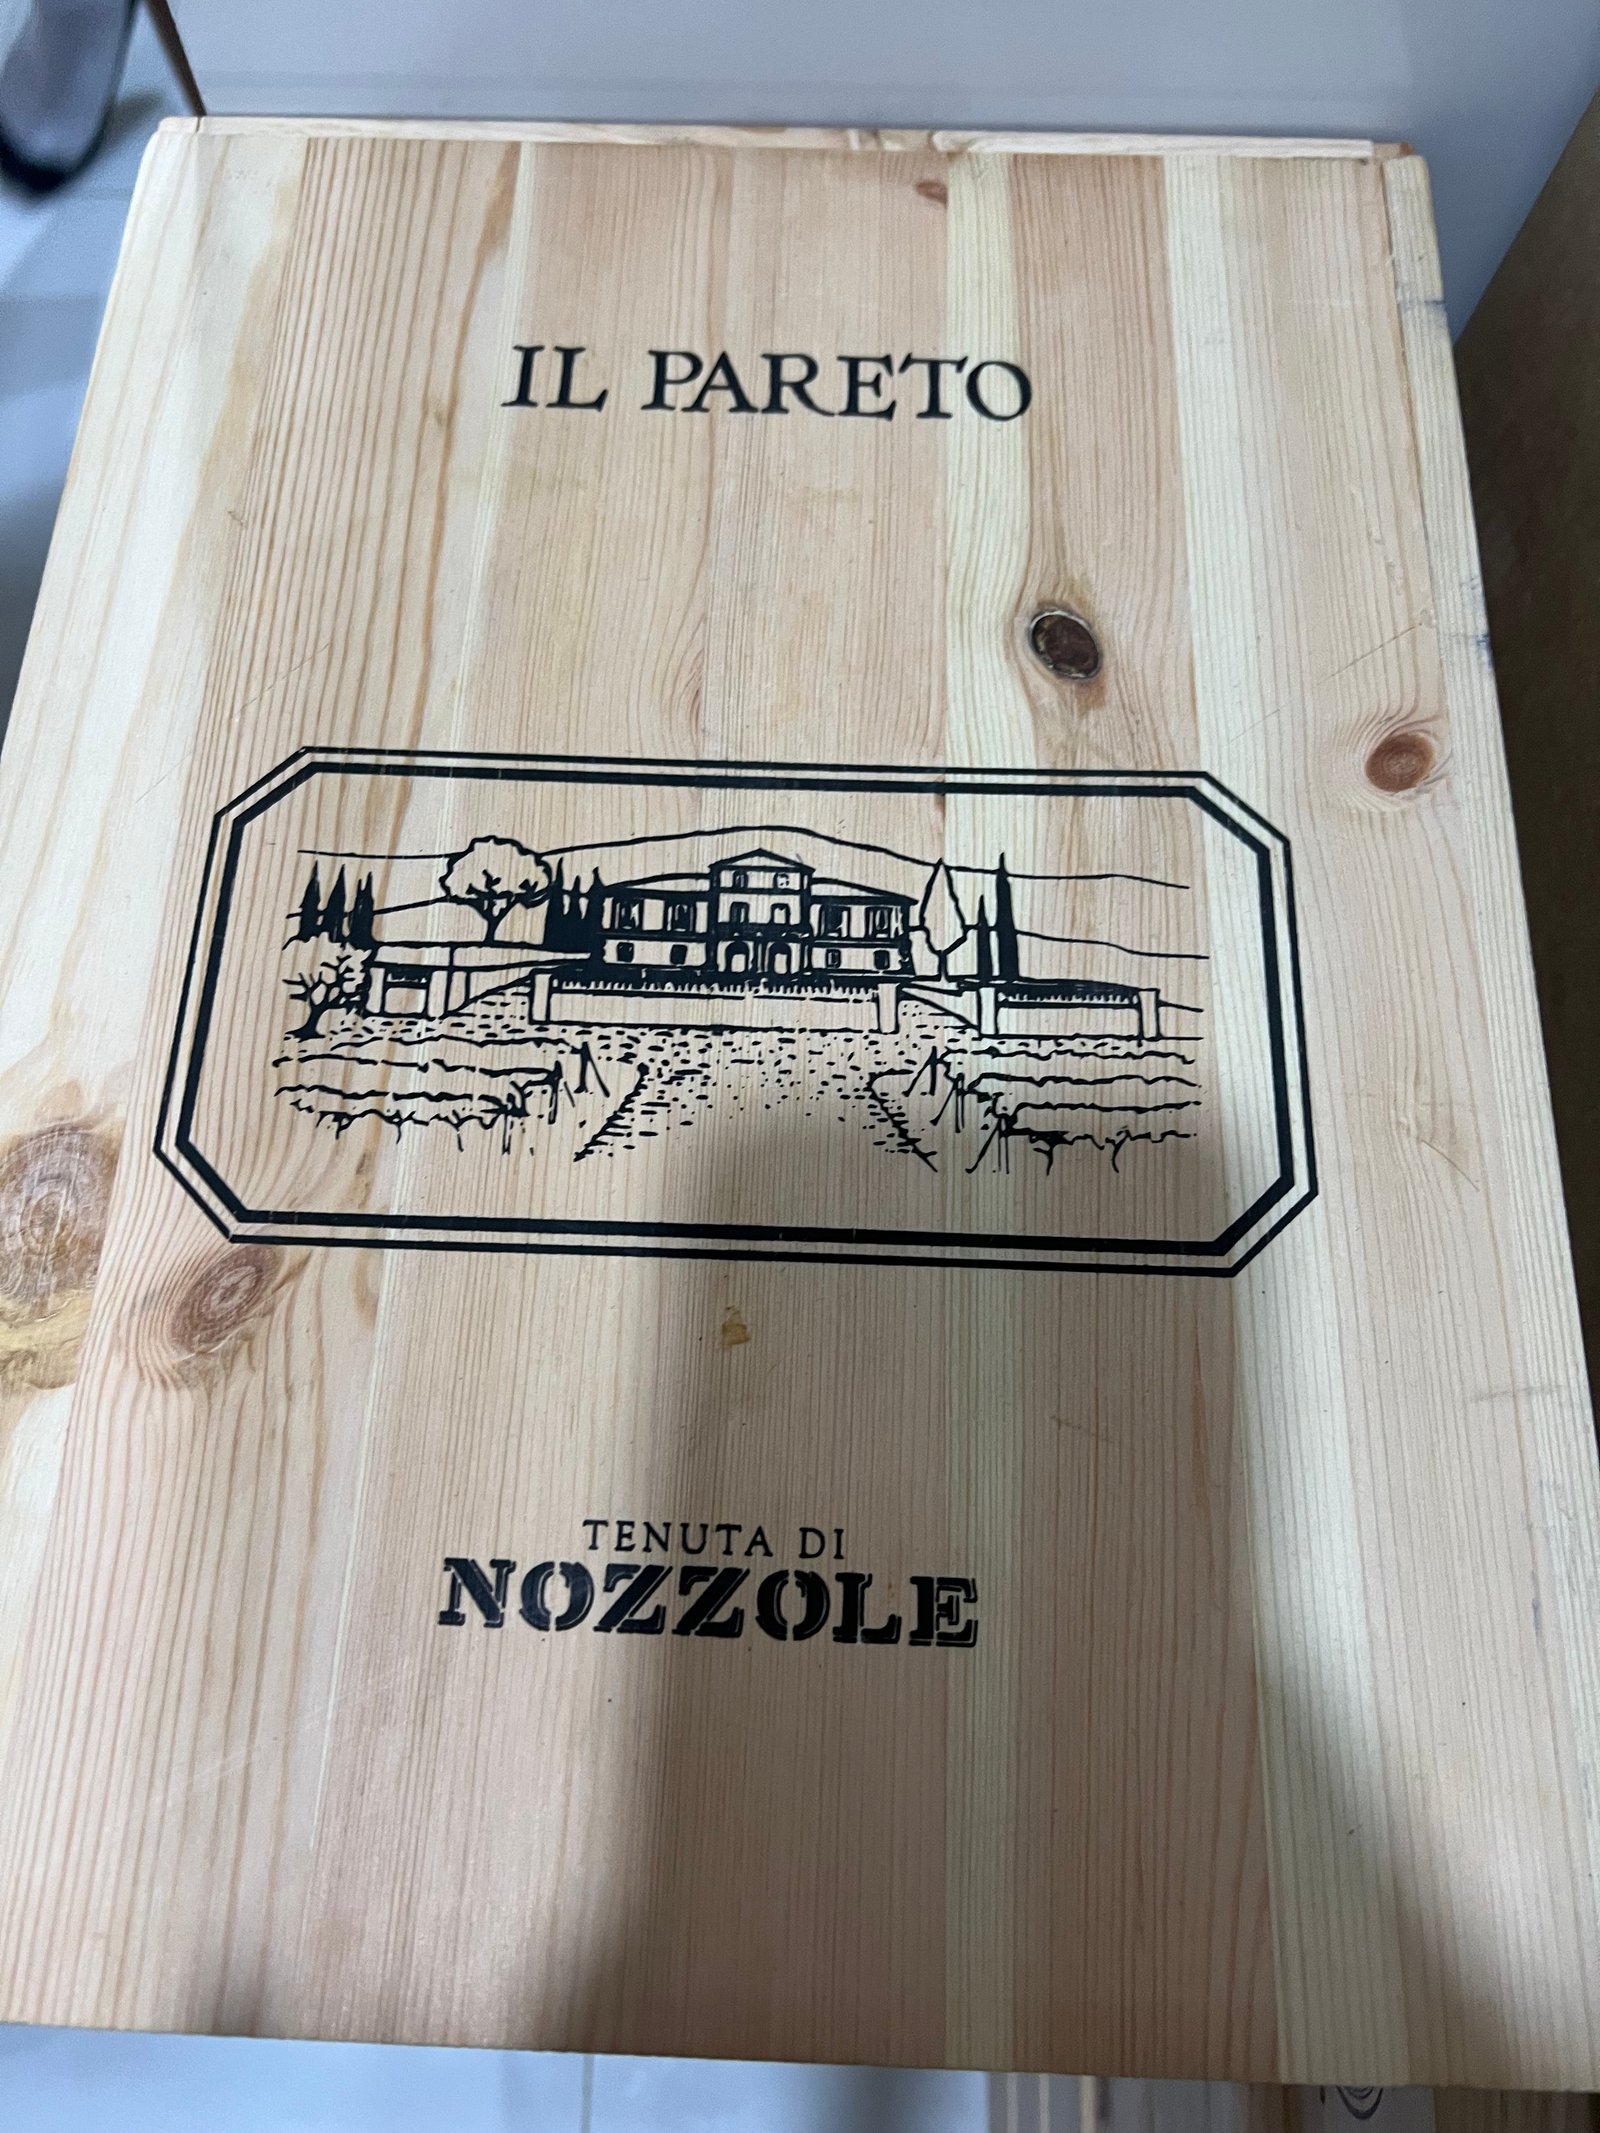 IL PARETO
TENUTA DI
NOZZOLE